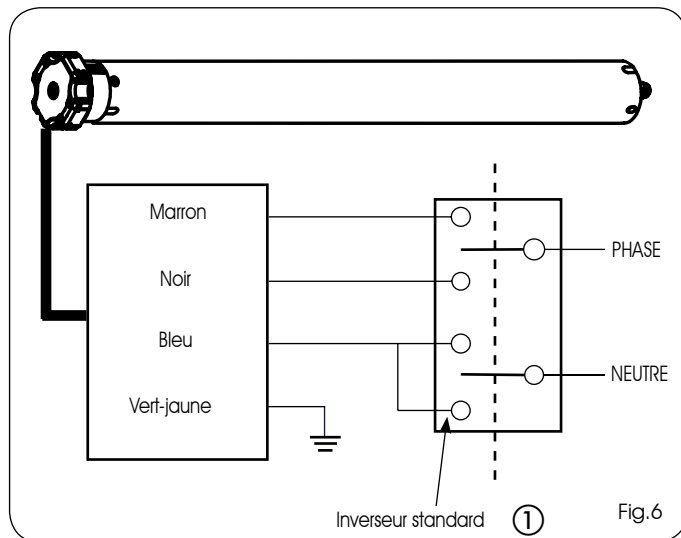 Marron
PHASE
Noir
Bleu
NEUTRE
Vert-jaune
Inverseur standard ①
Fig.6